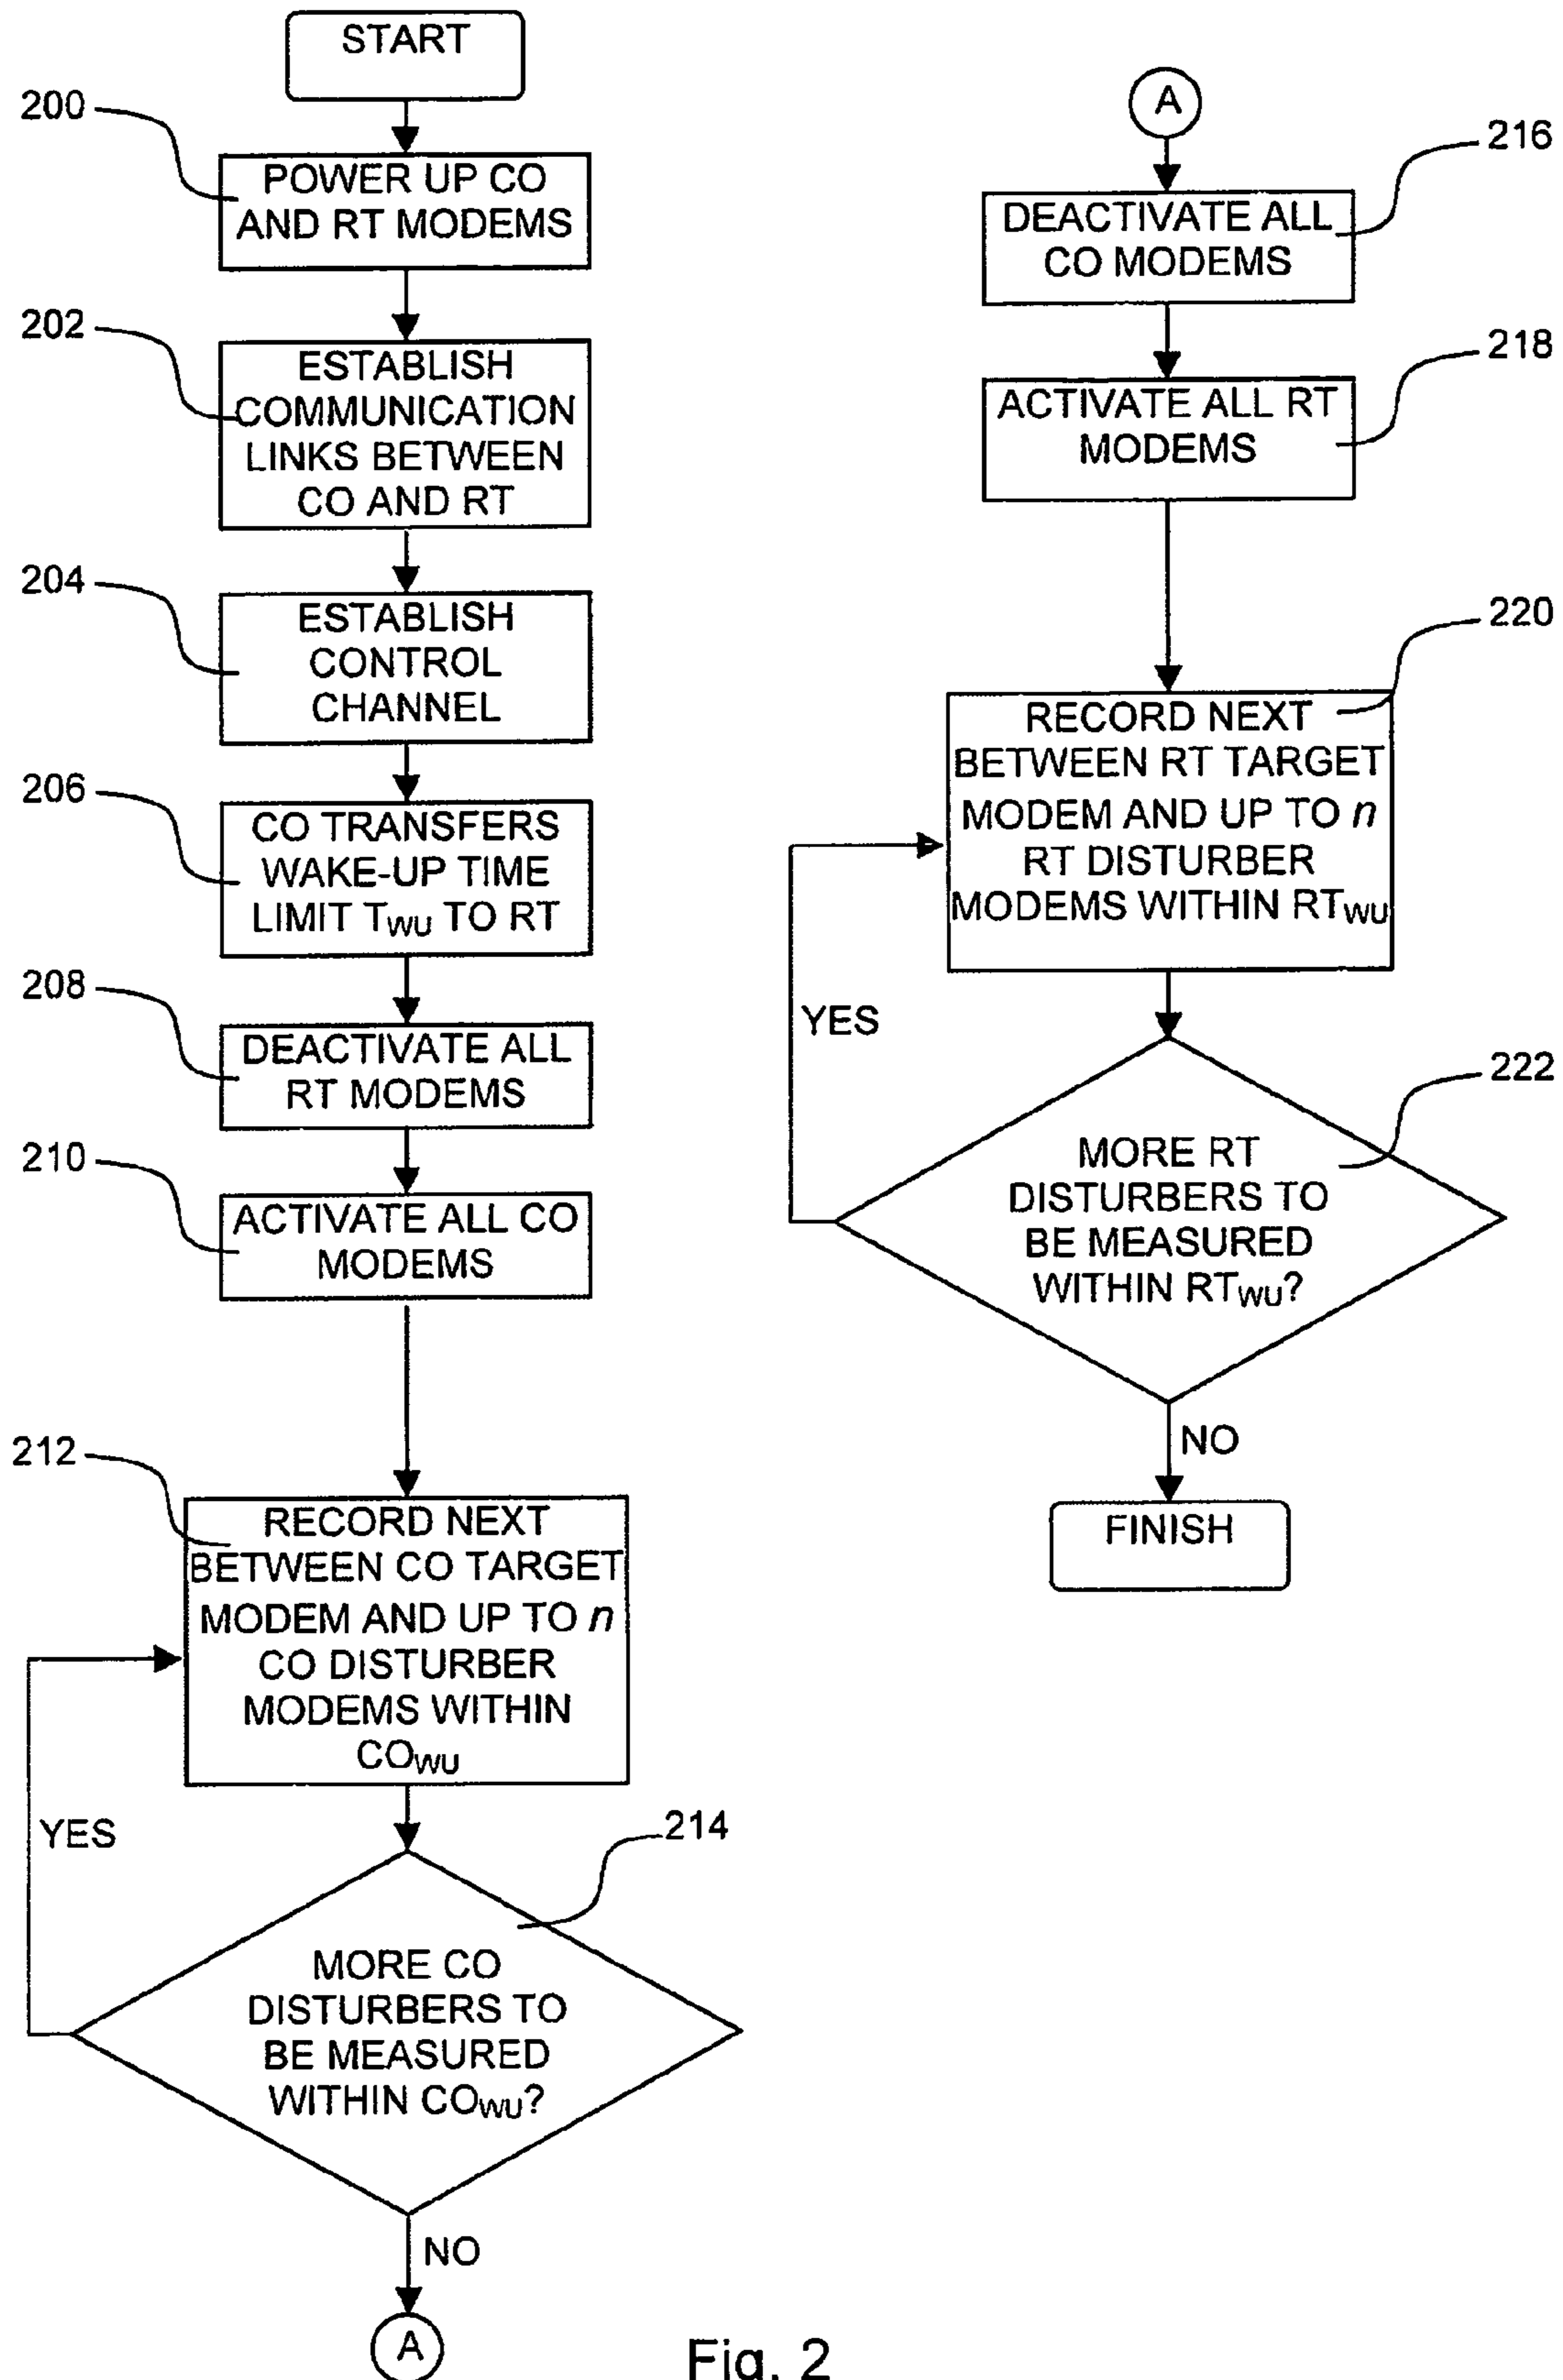 START
200
POWER UP CO
AND RT MODEMS
202
ESTABLISH
COMMUNICATION
LINKS BETWEEN
CO AND RT
204
ESTABLISH
CONTROL
CHANNEL
206
CO TRANSFERS
WAKE-UP TIME
LIMIT TWU TO RT
208
DEACTIVATE ALL
RT MODEMS
210
ACTIVATE ALL CO
MODEMS
212
RECORD NEXT
BETWEEN CO TARGET
MODEM AND UP TO n
CO DISTURBER
MODEMS WITHIN
COWU
YES
214
MORE CO
DISTURBERS TO
BE MEASURED
WITHIN COWU?
NO
A
A
216
DEACTIVATE ALL
CO MODEMS
218
ACTIVATE ALL RT
MODEMS
220
RECORD NEXT
BETWEEN RT TARGET
MODEM AND UP TO n
RT DISTURBER
MODEMS WITHIN RTWU
YES
222
MORE RT
DISTURBERS TO
BE MEASURED
WITHIN RTWU?
NO
FINISH
Fig. 2